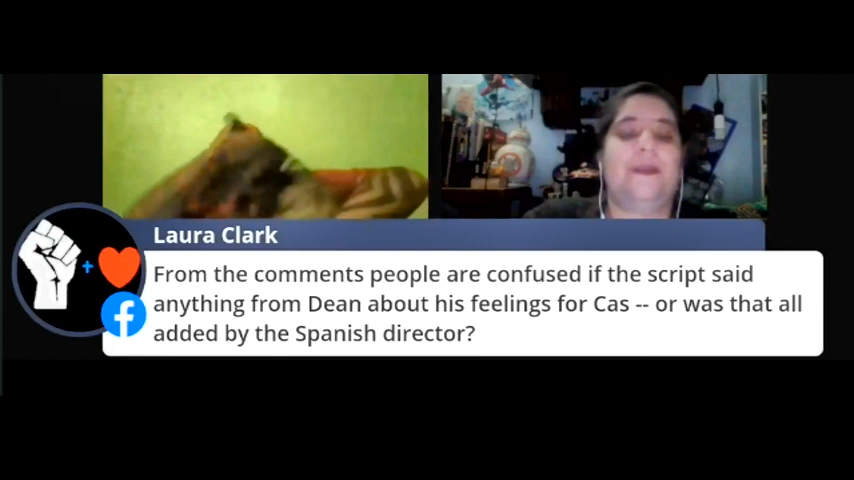 Laura Clark
From the comments people are confused if the script said
anything from Dean about his feelings for Cas -- or was that all
added by the Spanish director?